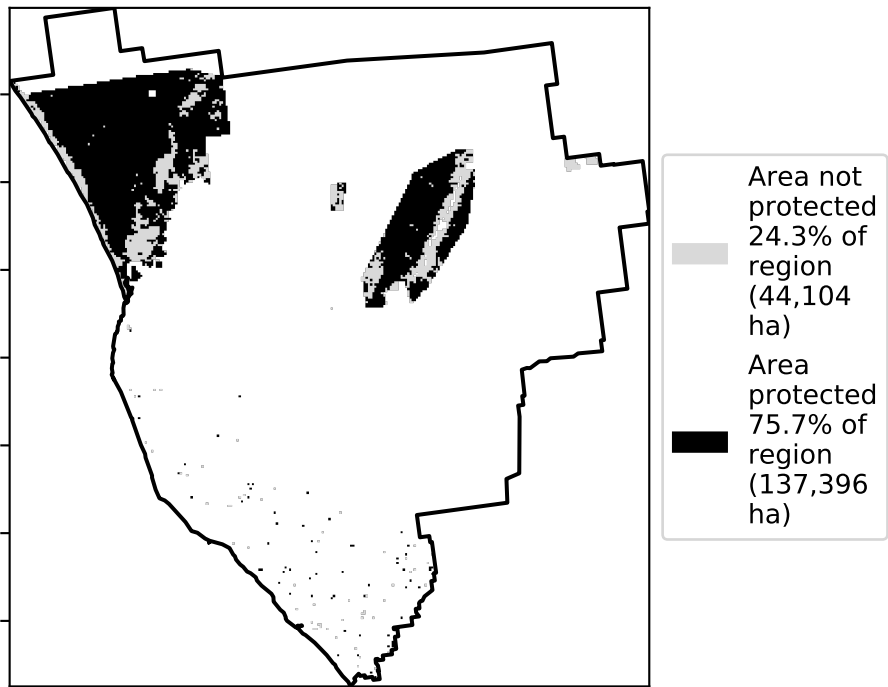 Area not
protected
24.3% of
region
(44,104
ha)
Area
protected
75.7% of
region
(137,396
ha)